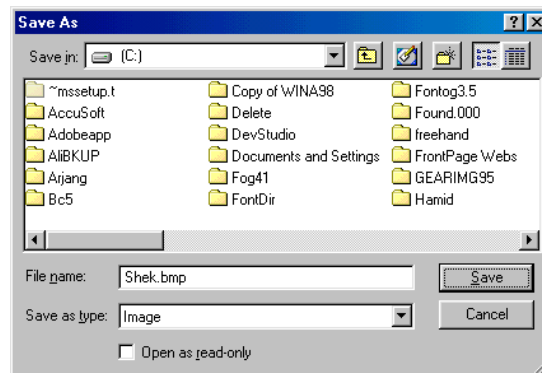 Save As
Save in: (C:)
~mssetup.t
AccuSoft
Adobeapp
AliBKUP
Arjang
Bc5
Copy of WINA98
Delete
DevStudio
Documents and Settings
Fog41
FontDir
Fontog3.5
Found.000
freehand
FrontPage Webs
GEARIMG95
Hamid
File name: Shek.bmp Save
Save as type: Image Cancel
Open as read-only